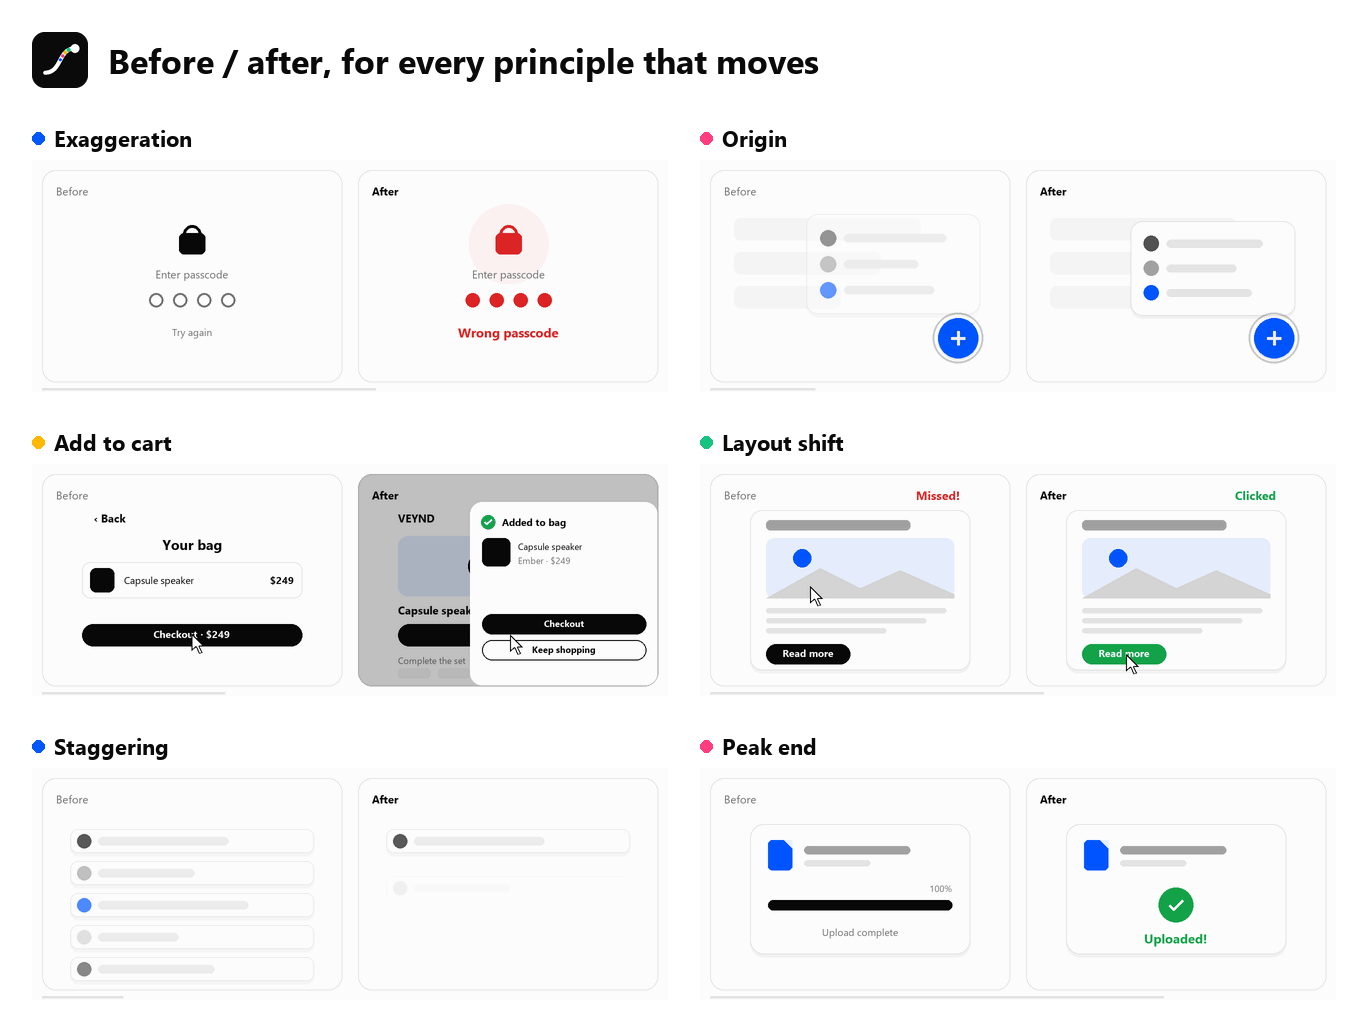 Before / after, for every principle that moves
Exaggeration
Before
Enter passcode
Try again
After
Enter passcode
Wrong passcode
Origin
Before
After
Add to cart
Before
‹ Back
Your bag
Capsule speaker $249
Checkout · $249
After
VEYND
Capsule speak
Complete the set
Added to bag
Capsule speaker
Ember · $249
Checkout
Keep shopping
Layout shift
Before Missed!
Read more
After Clicked
Read more
Staggering
Before
After
Peak end
Before
100%
Upload complete
After
Uploaded!